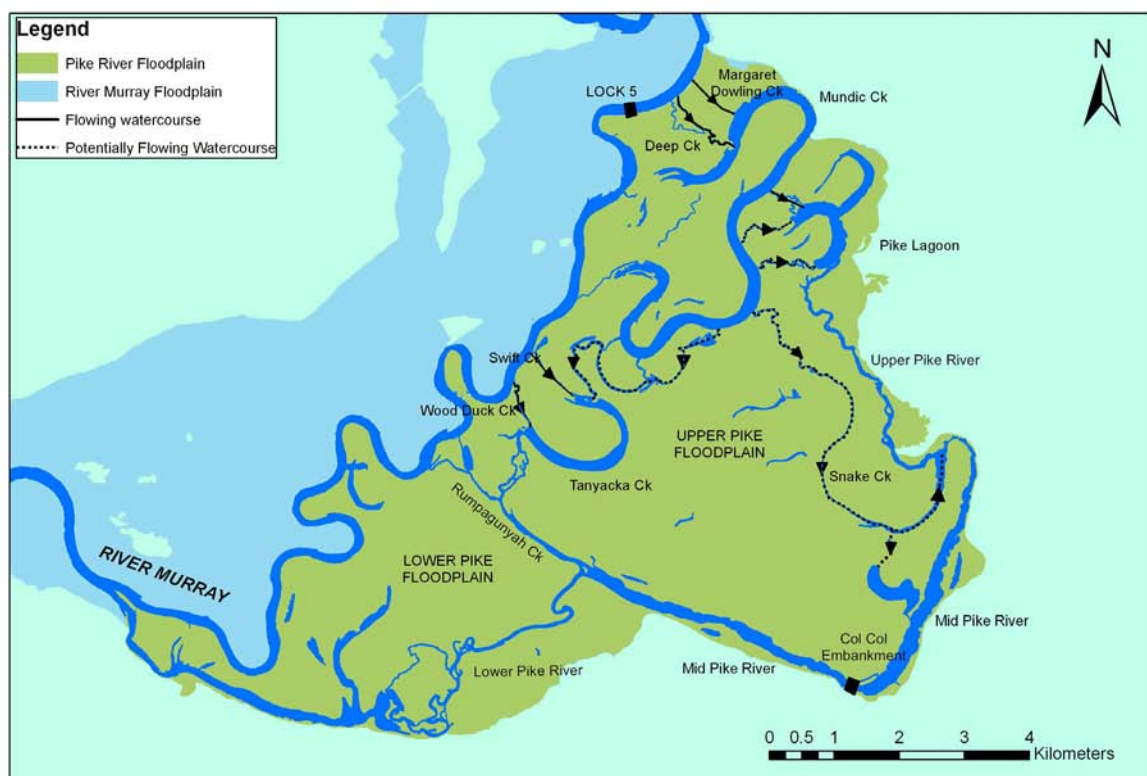 Legend
Pike River Floodplain
River Murray Floodplain
Flowing watercourse
Potentially Flowing Watercourse
N
LOCK 5
Margaret
Dowling Ck
Mundic Ck
Deep Ck
Pike Lagoon
Upper Pike River
Swift Ck
Wood Duck Ck
UPPER PIKE
FLOODPLAIN
Tanyacka Ck
Snake Ck
Rumpagunyah Ck
LOWER PIKE
FLOODPLAIN
RIVER MURRAY
Mid Pike River
Col Col
Embankment
Lower Pike River
Mid Pike River
0 0.5 1 2 3 4
Kilometers